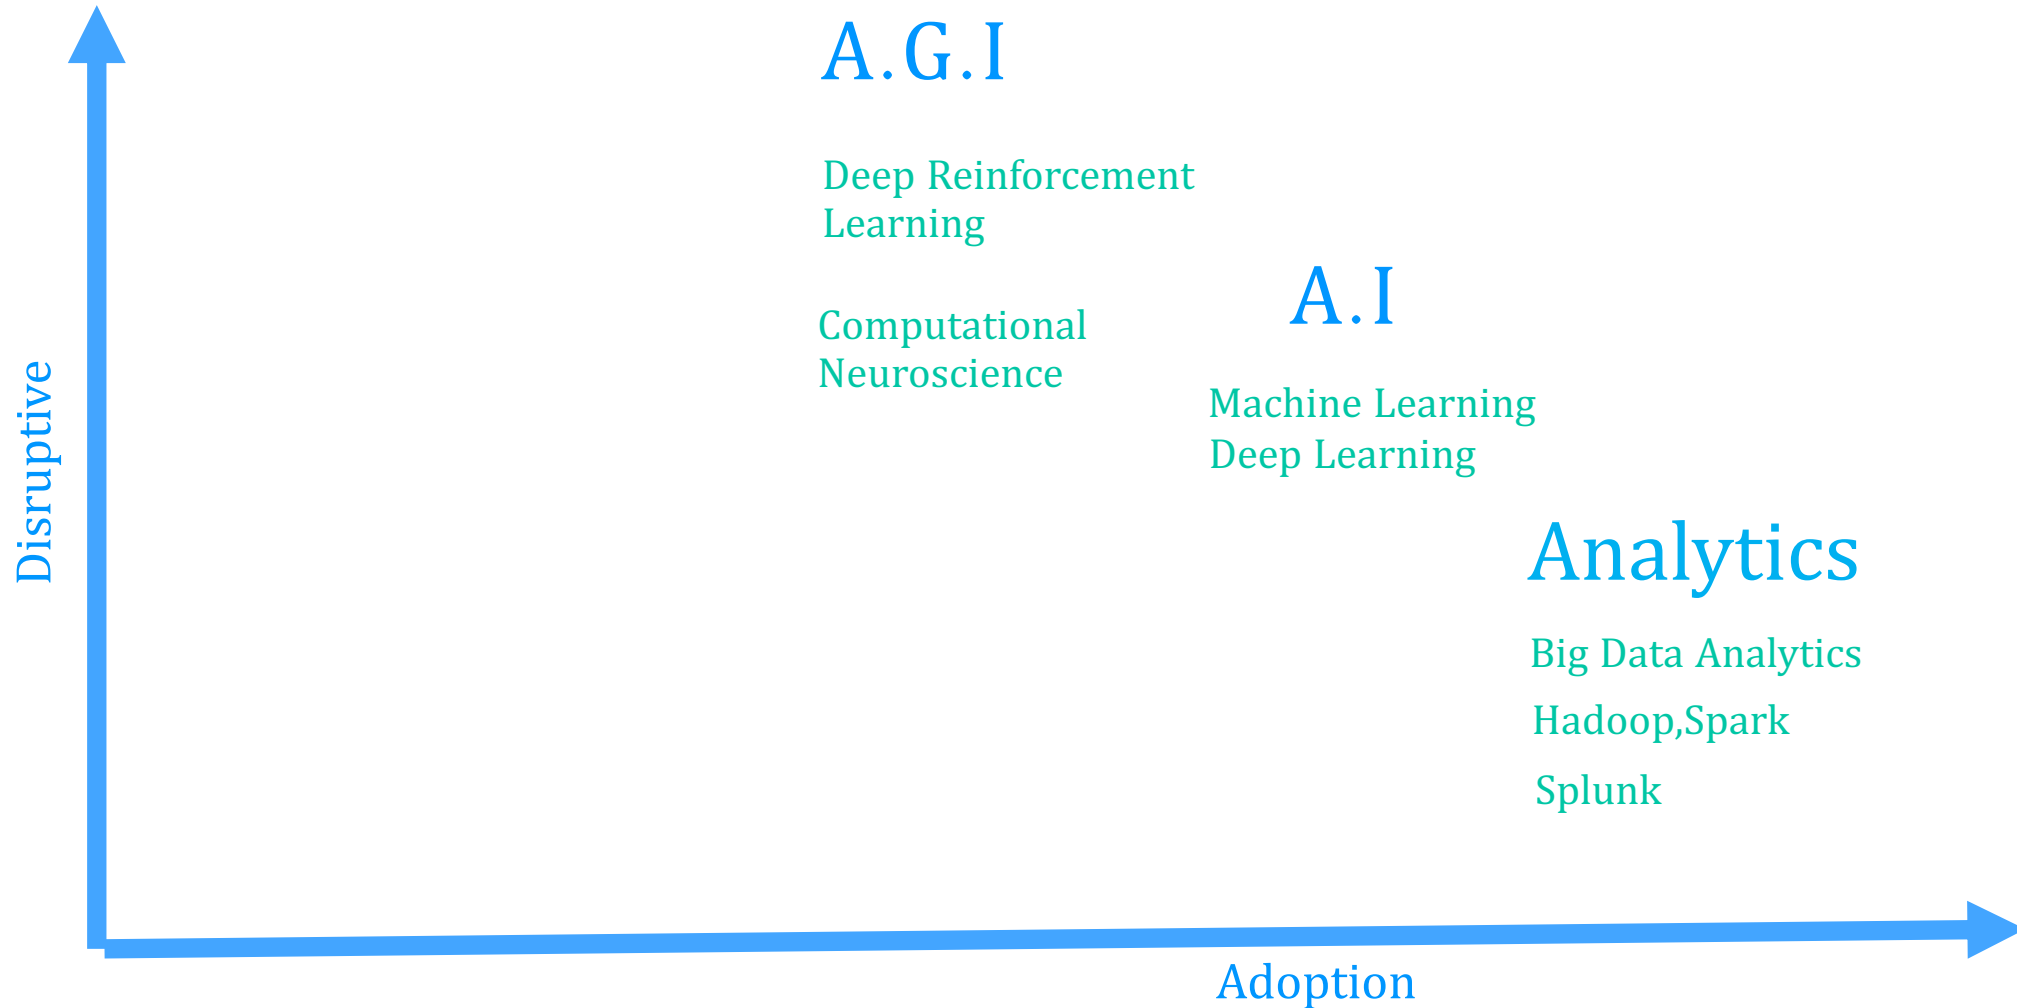 A.G.I
Deep Reinforcement
Learning
Computational
Neuroscience
A.I
Machine Learning
Deep Learning
Analytics
Big Data Analytics
Hadoop,Spark
Splunk
Disruptive
Adoption